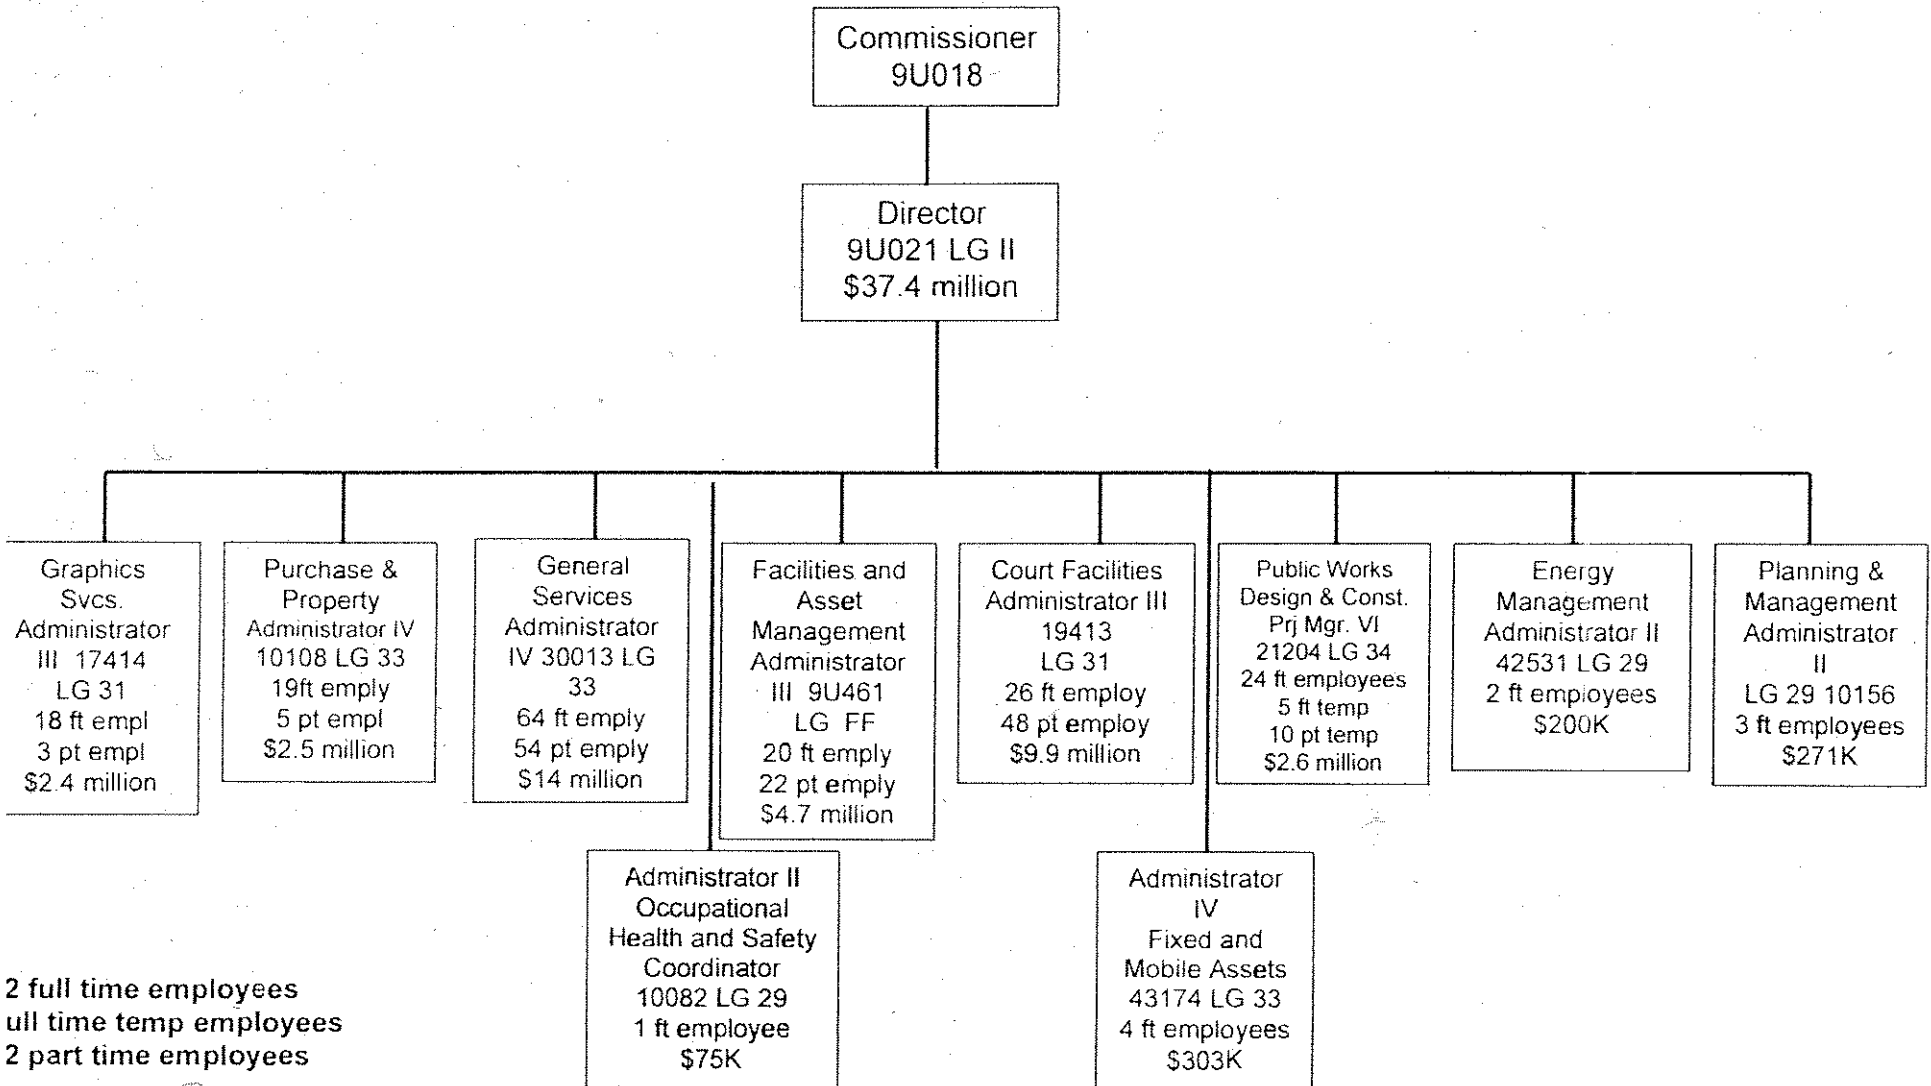 Commissioner
9U018
Director
9U021 LG II
$37.4 million
Graphics
Svcs.
Administrator
III 17414
LG 31
18 ft empl
3 pt empl
$2.4 million
Purchase &
Property
Administrator IV
10108 LG 33
19ft emply
5 pt empl
$2.5 million
General
Services
Administrator
IV 30013 LG
33
64 ft emply
54 pt emply
$14 million
Facilities and
Asset
Management
Administrator
III 9U461
LG FF
20 ft emply
22 pt emply
$4.7 million
Court Facilities
Administrator III
19413
LG 31
26 ft employ
48 pt employ
$9.9 million
Public Works
Design & Const.
Prj Mgr. VI
21204 LG 34
24 ft employees
5 ft temp
10 pt temp
$2.6 million
Energy
Management
Administrator II
42531 LG 29
2 ft employees
$200K
Planning &
Management
Administrator
II
LG 29 10156
3 ft employees
$271K
Administrator II
Occupational
Health and Safety
Coordinator
10082 LG 29
1 ft employee
$75K
Administrator
IV
Fixed and
Mobile Assets
43174 LG 33
4 ft employees
$303K
2 full time employees
ull time temp employees
2 part time employees